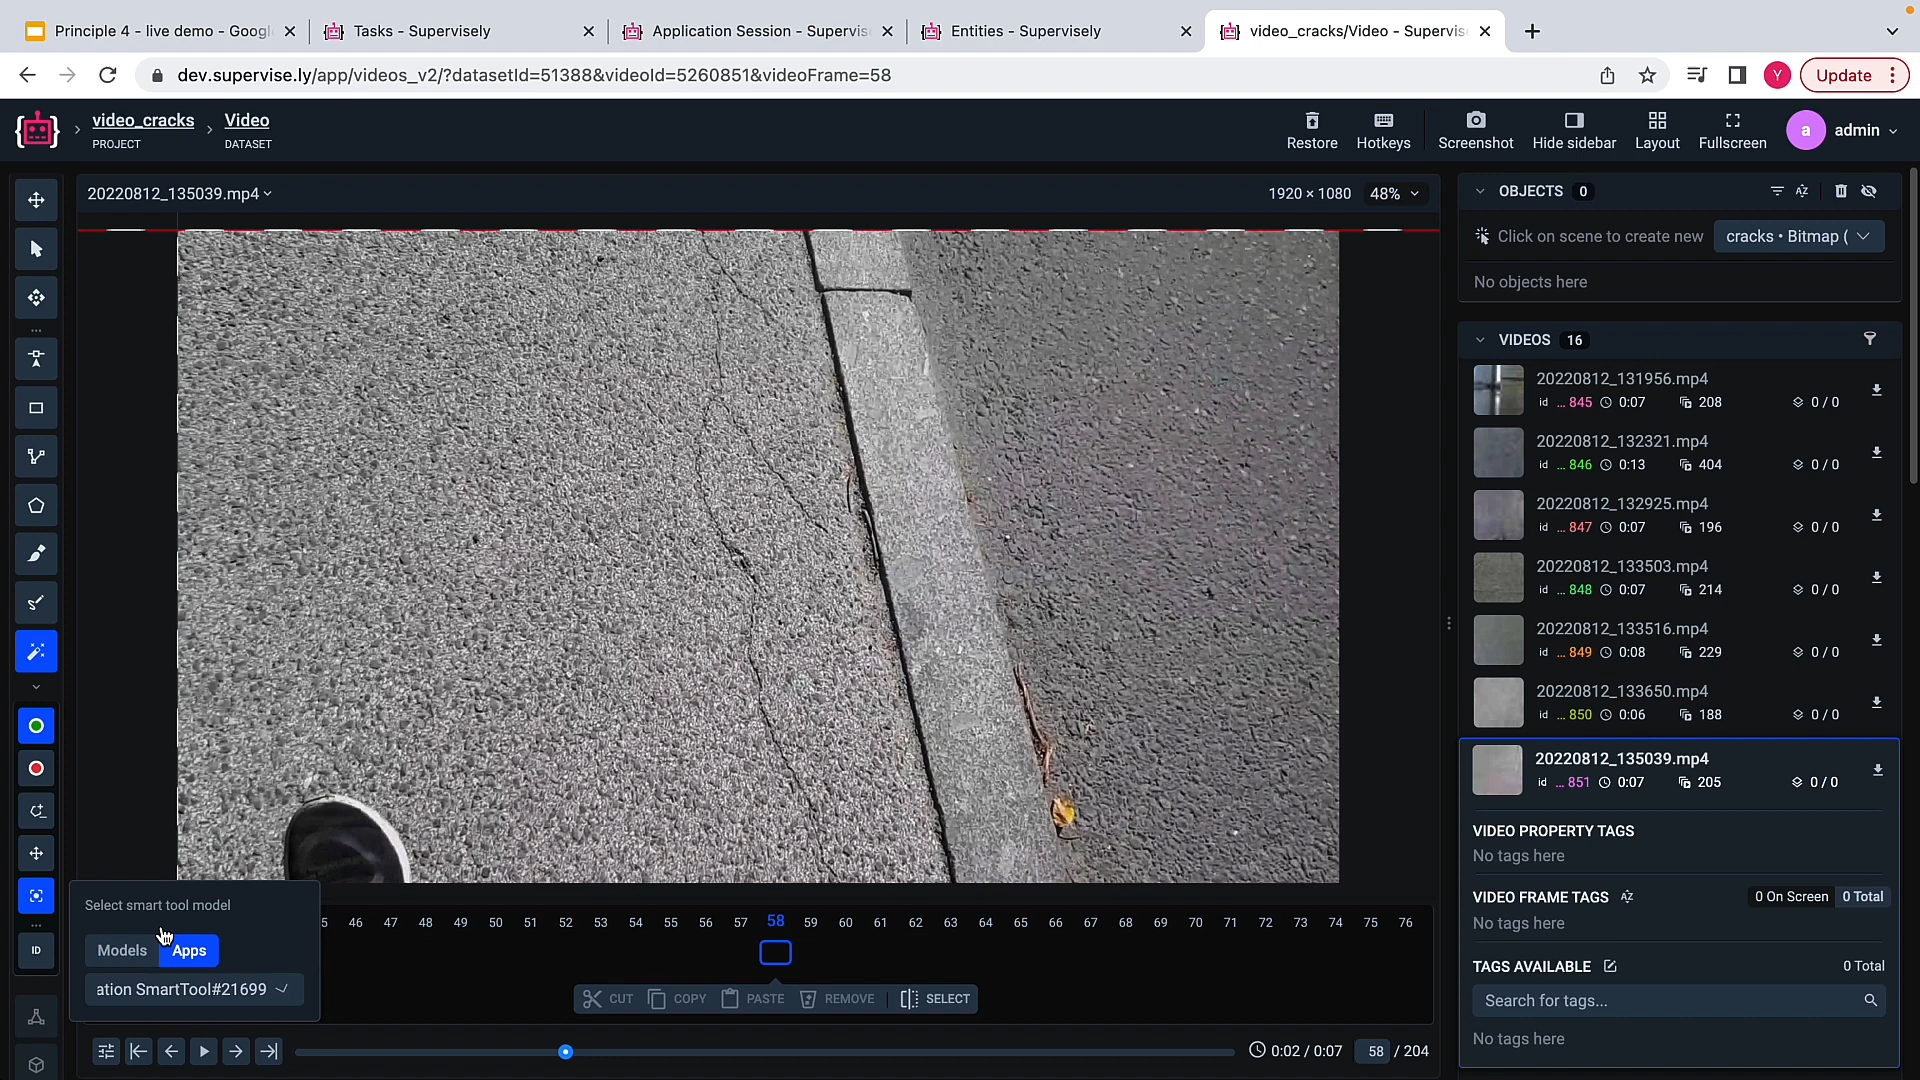 Principle 4 - live demo - Googl
Tasks - Supervisely
Application Session - Supervis
Entities - Supervisely
video_cracks/Video - Supervis
dev.supervise.ly/app/videos_v2/?datasetId=51388&videoId=5260851&videoFrame=58
Y
Update
video_cracks
PROJECT
Video
DATASET
Restore
Hotkeys
Screenshot
Hide sidebar
Layout
Fullscreen
a
admin
20220812_135039.mp4
1920 × 1080
48%
OBJECTS 0
Click on scene to create new
cracks • Bitmap (
No objects here
VIDEOS 16
20220812_131956.mp4
id ... 845 0:07 208 0 / 0
20220812_132321.mp4
id ... 846 0:13 404 0 / 0
20220812_132925.mp4
id ... 847 0:07 196 0 / 0
20220812_133503.mp4
id ... 848 0:07 214 0 / 0
20220812_133516.mp4
id ... 849 0:08 229 0 / 0
20220812_133650.mp4
id ... 850 0:06 188 0 / 0
20220812_135039.mp4
id ... 851 0:07 205 0 / 0
VIDEO PROPERTY TAGS
No tags here
VIDEO FRAME TAGS
0 On Screen 0 Total
No tags here
TAGS AVAILABLE
0 Total
Search for tags...
No tags here
ID
Select smart tool model
Models Apps
ation SmartTool#21699
5 46 47 48 49 50 51 52 53 54 55 56 57 58 59 60 61 62 63 64 65 66 67 68 69 70 71 72 73 74 75 76
CUT COPY PASTE REMOVE SELECT
0:02 / 0:07 58 / 204